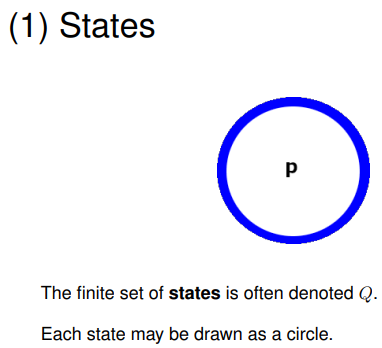 (1) States
p
The finite set of states is often denoted Q.
Each state may be drawn as a circle.